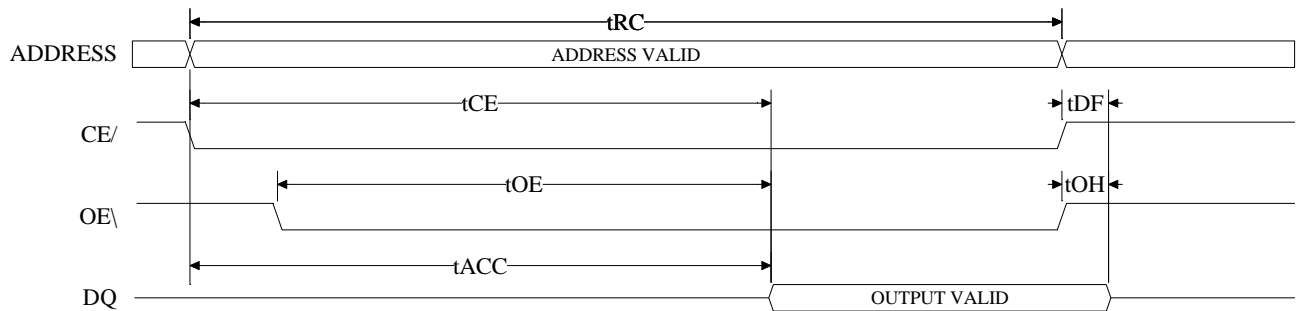 tRC
ADDRESS
ADDRESS VALID
tCE
tDF
CE/
tOE
tOH
OE\
tACC
DQ
OUTPUT VALID